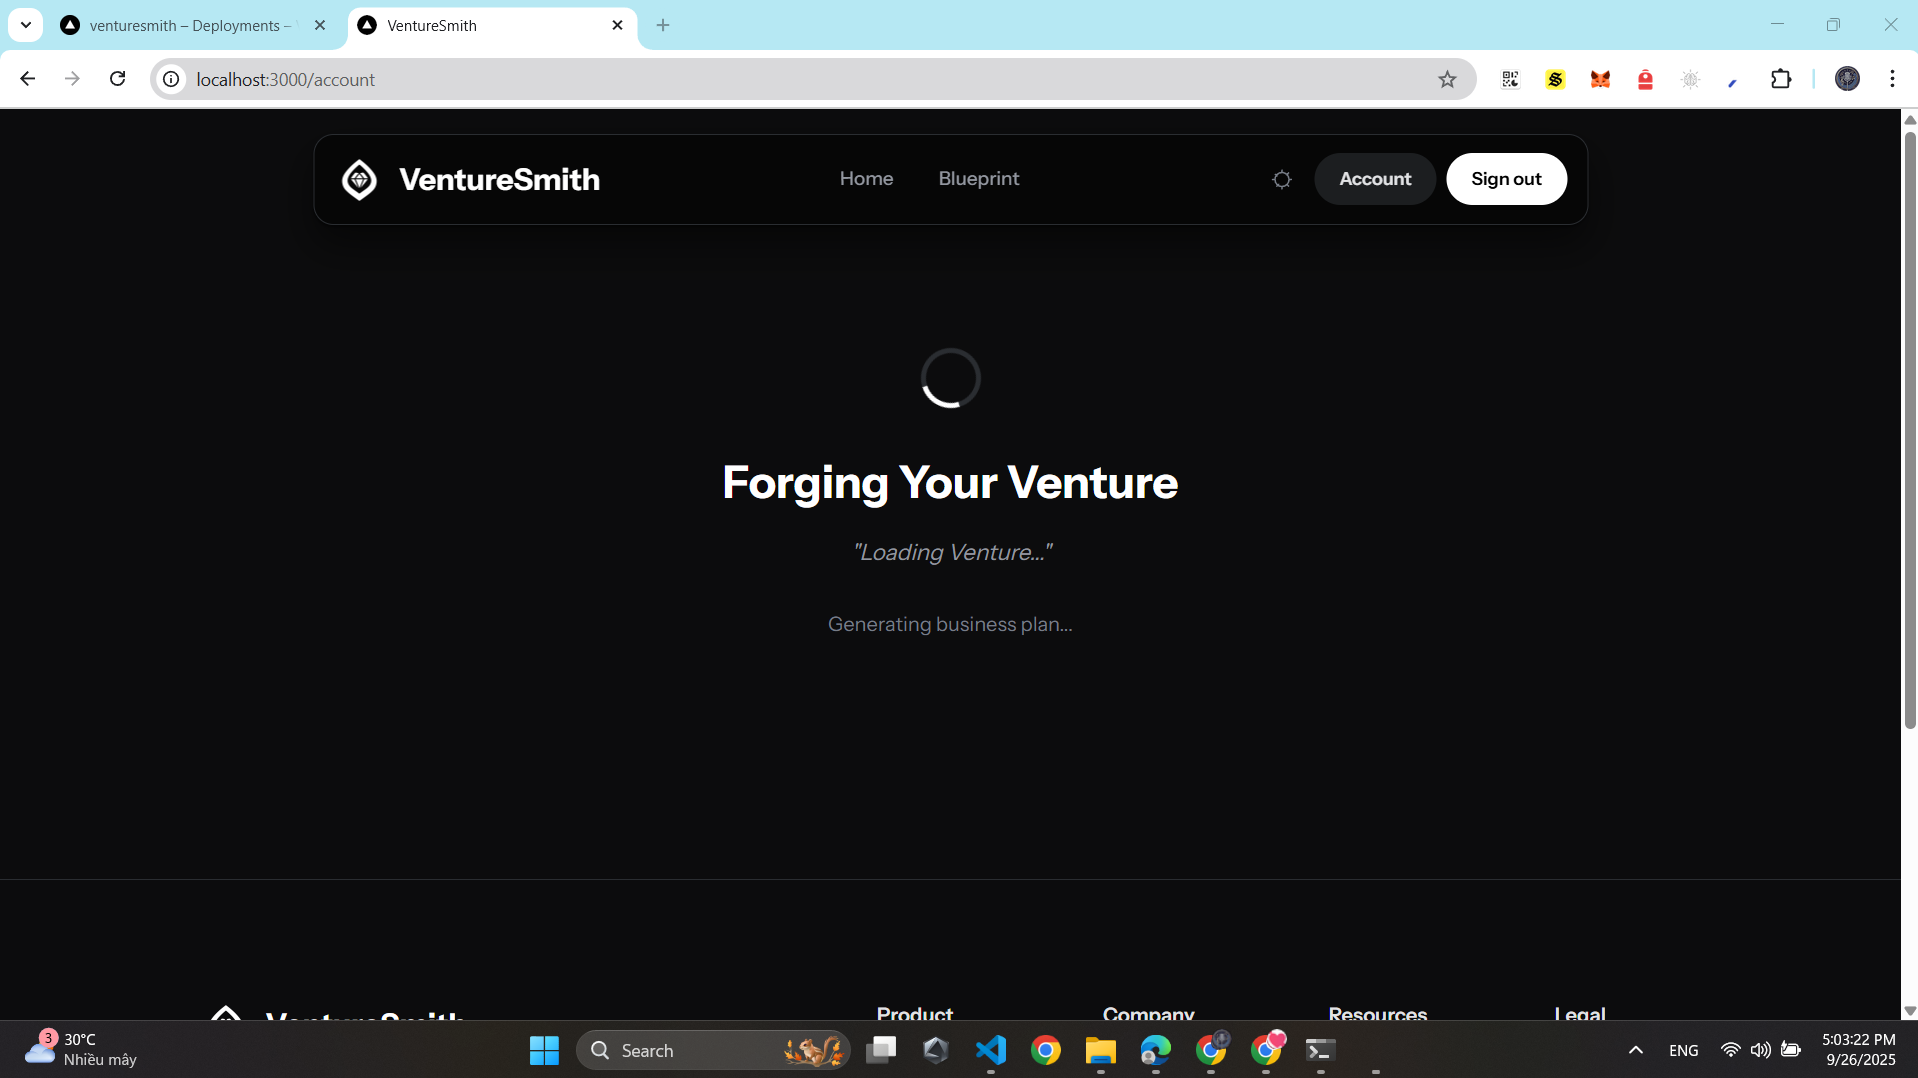 venturesmith – Deployments –
VentureSmith
localhost:3000/account
VentureSmith
Home
Blueprint
Account
Sign out
Forging Your Venture
"Loading Venture..."
Generating business plan...
VentureSmith
Product
Company
Resources
Legal
3
30°C
Nhiều mây
Search
ENG
5:03:22 PM
9/26/2025